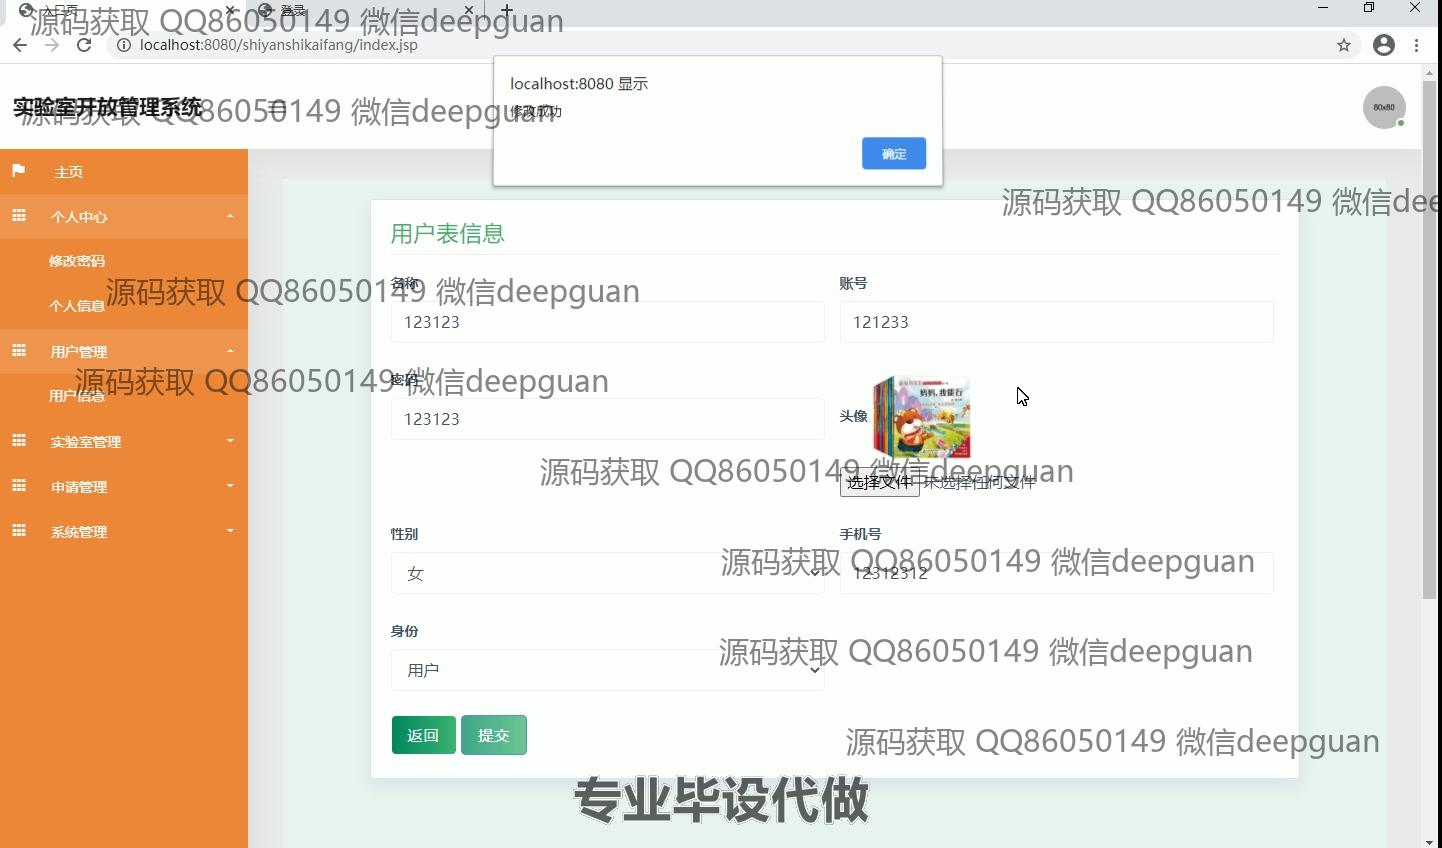 登录
源码获取 QQ86050149 微信deepguan
localhost:8080/shiyanshikaifang/index.jsp
localhost:8080 显示
修改成功
确定
实验室开放管理系统
源码获取 QQ86050149 微信deepguan
60x60
主页
源码获取 QQ86050149 微信dee
个人中心
用户表信息
修改密码
名称
账号
源码获取 QQ86050149 微信deepguan
个人信息
123123
121233
用户管理
密码
源码获取 QQ86050149 微信deepguan
妈妈,我能行
用户信息
头像
123123
实验室管理
源码获取 QQ86050149 微信deepguan
选择文件 未选择任何文件
申请管理
系统管理
性别
手机号
源码获取 QQ86050149 微信deepguan
女
12312312
身份
源码获取 QQ86050149 微信deepguan
用户
返回
提交
源码获取 QQ86050149 微信deepguan
专业毕设代做